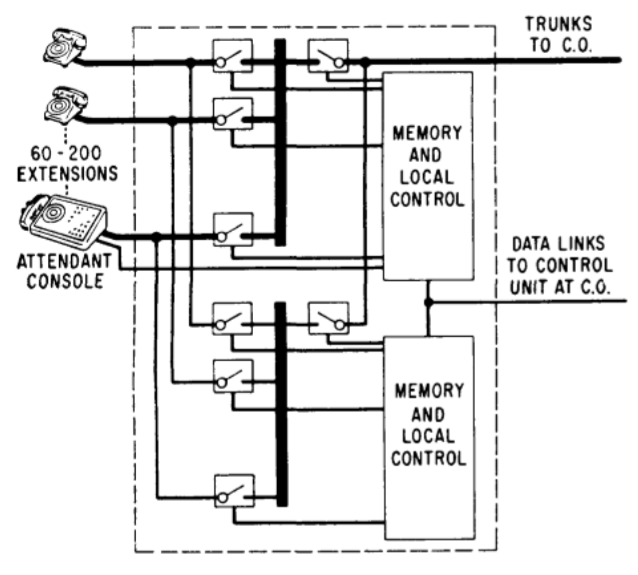 TRUNKS
TO C.O.
MEMORY
AND
LOCAL
CONTROL
60-200
EXTENSIONS
ATTENDANT
CONSOLE
DATA LINKS
TO CONTROL
UNIT AT C.O.
MEMORY
AND
LOCAL
CONTROL